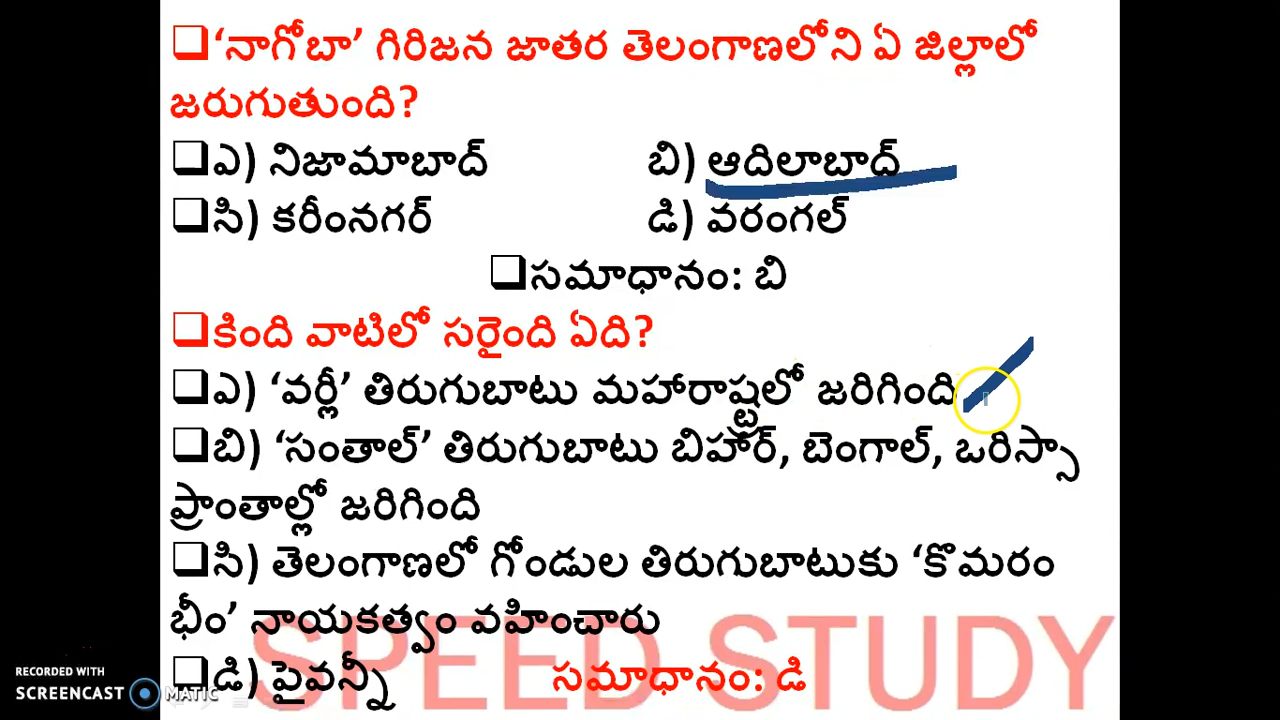 ❑‘నాగోబా’ గిరిజన జాతర తెలంగాణలోని ఏ జిల్లాలో
జరుగుతుంది?
❑ఎ) నిజామాబాద్ బి) ఆదిలాబాద్
❑సి) కరీంనగర్ డి) వరంగల్
❑సమాధానం: బి
❑కింది వాటిలో సరైంది ఏది?
❑ఎ) ‘వర్లీ’ తిరుగుబాటు మహారాష్ట్రలో జరిగింది
❑బి) ‘సంతాల్’ తిరుగుబాటు బిహార్, బెంగాల్, ఒరిస్సా
ప్రాంతాల్లో జరిగింది
❑సి) తెలంగాణలో గోండుల తిరుగుబాటుకు ‘కొమరం
భీం’ నాయకత్వం వహించారు
❑డి) పైవన్నీ సమాధానం: డి
SPEED STUDY
RECORDED WITH
SCREENCAST MATIC